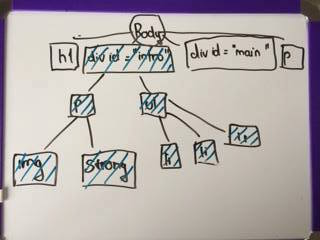 Body
h1
div id = "intro"
div id = "main"
p
p
ul
img
strong
li
li
li